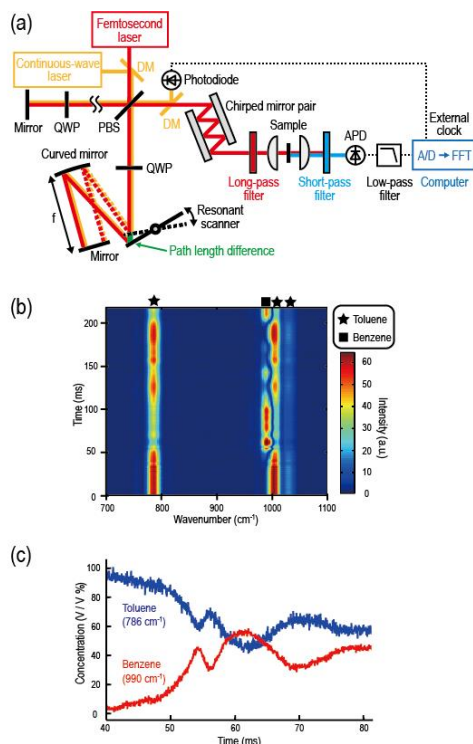 (a)
Femtosecond
laser
Continuous-wave
laser
DM
Photodiode
Chirped mirror pair
External
clock
Mirror
QWP
PBS
DM
Sample
APD
A/D → FFT
Curved mirror
QWP
Long-pass
filter
Short-pass
filter
Low-pass
filter
Computer
f
Resonant
scanner
Mirror
Path length difference
(b)
★
■ ★ ★
★ Toluene
■ Benzene
Time (ms)
200
150
100
50
0
700 800 900 1000 1100
Wavenumber (cm-1)
60
50
40
30
20
10
0
Intensity (a.u)
(c)
Concentration (V / V %)
100
80
60
40
20
0
Toluene
(786 cm-1)
Benzene
(990 cm-1)
40 50 60 70 80
Time (ms)